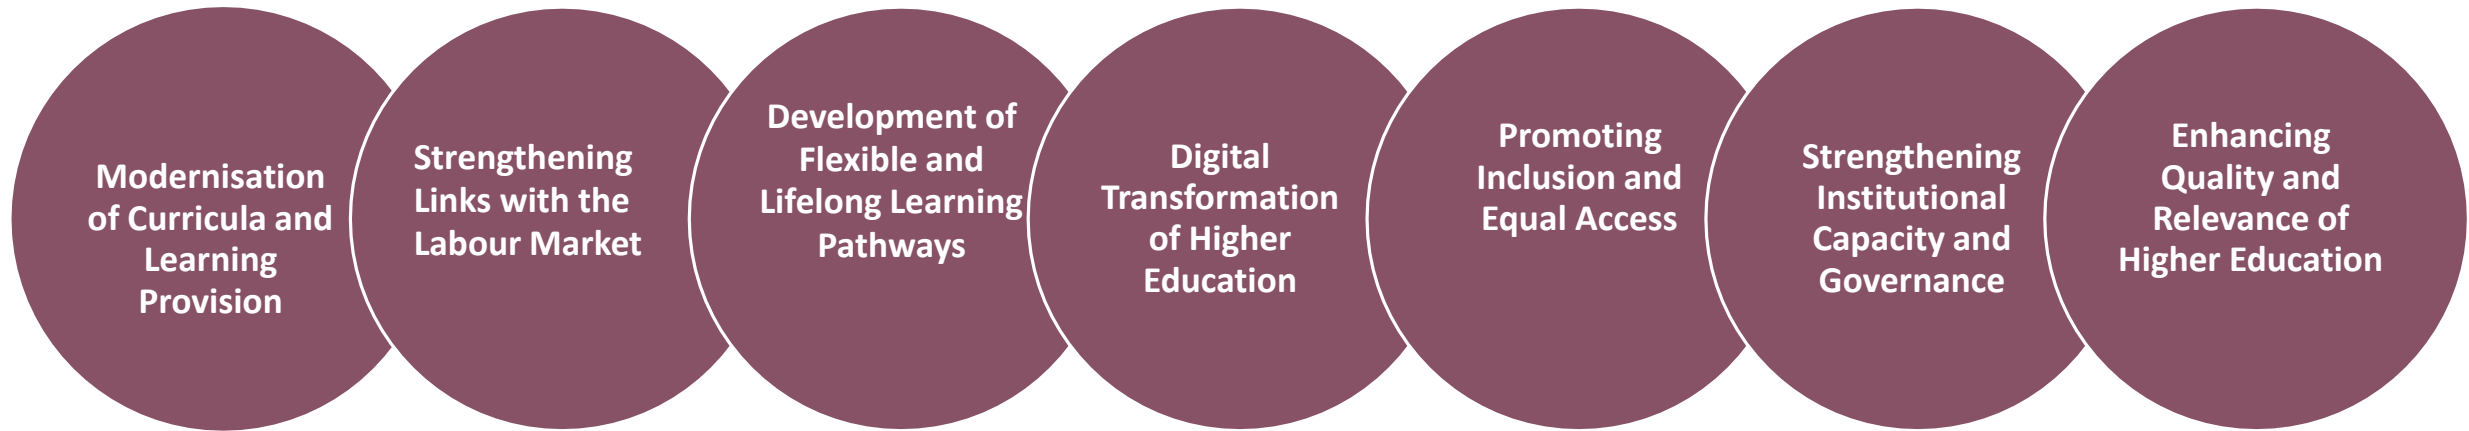 Modernisation
of Curricula and
Learning
Provision
Strengthening
Links with the
Labour Market
Development of
Flexible and
Lifelong Learning
Pathways
Digital
Transformation
of Higher
Education
Promoting
Inclusion and
Equal Access
Strengthening
Institutional
Capacity and
Governance
Enhancing
Quality and
Relevance of
Higher Education